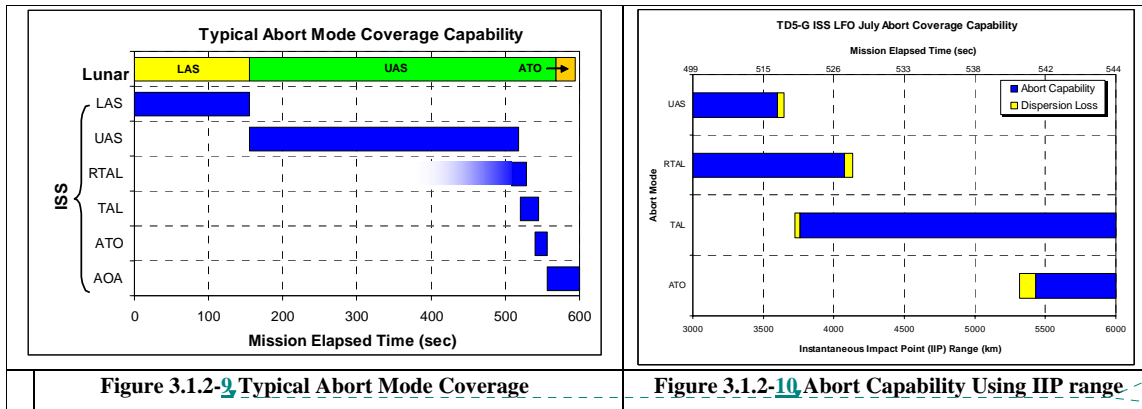 Typical Abort Mode Coverage Capability
Lunar
LAS
UAS
ATO
ISS
LAS
UAS
RTAL
TAL
ATO
AOA
0 100 200 300 400 500 600
Mission Elapsed Time (sec)
TD5-G ISS LFO July Abort Coverage Capability
Mission Elapsed Time (sec)
499 515 526 533 538 542 544
Abort Capability
Dispersion Loss
Abort Mode
UAS
RTAL
TAL
ATO
3000 3500 4000 4500 5000 5500 6000
Instantaneous Impact Point (IIP) Range (km)
Figure 3.1.2-9 Typical Abort Mode Coverage
Figure 3.1.2-10 Abort Capability Using IIP range